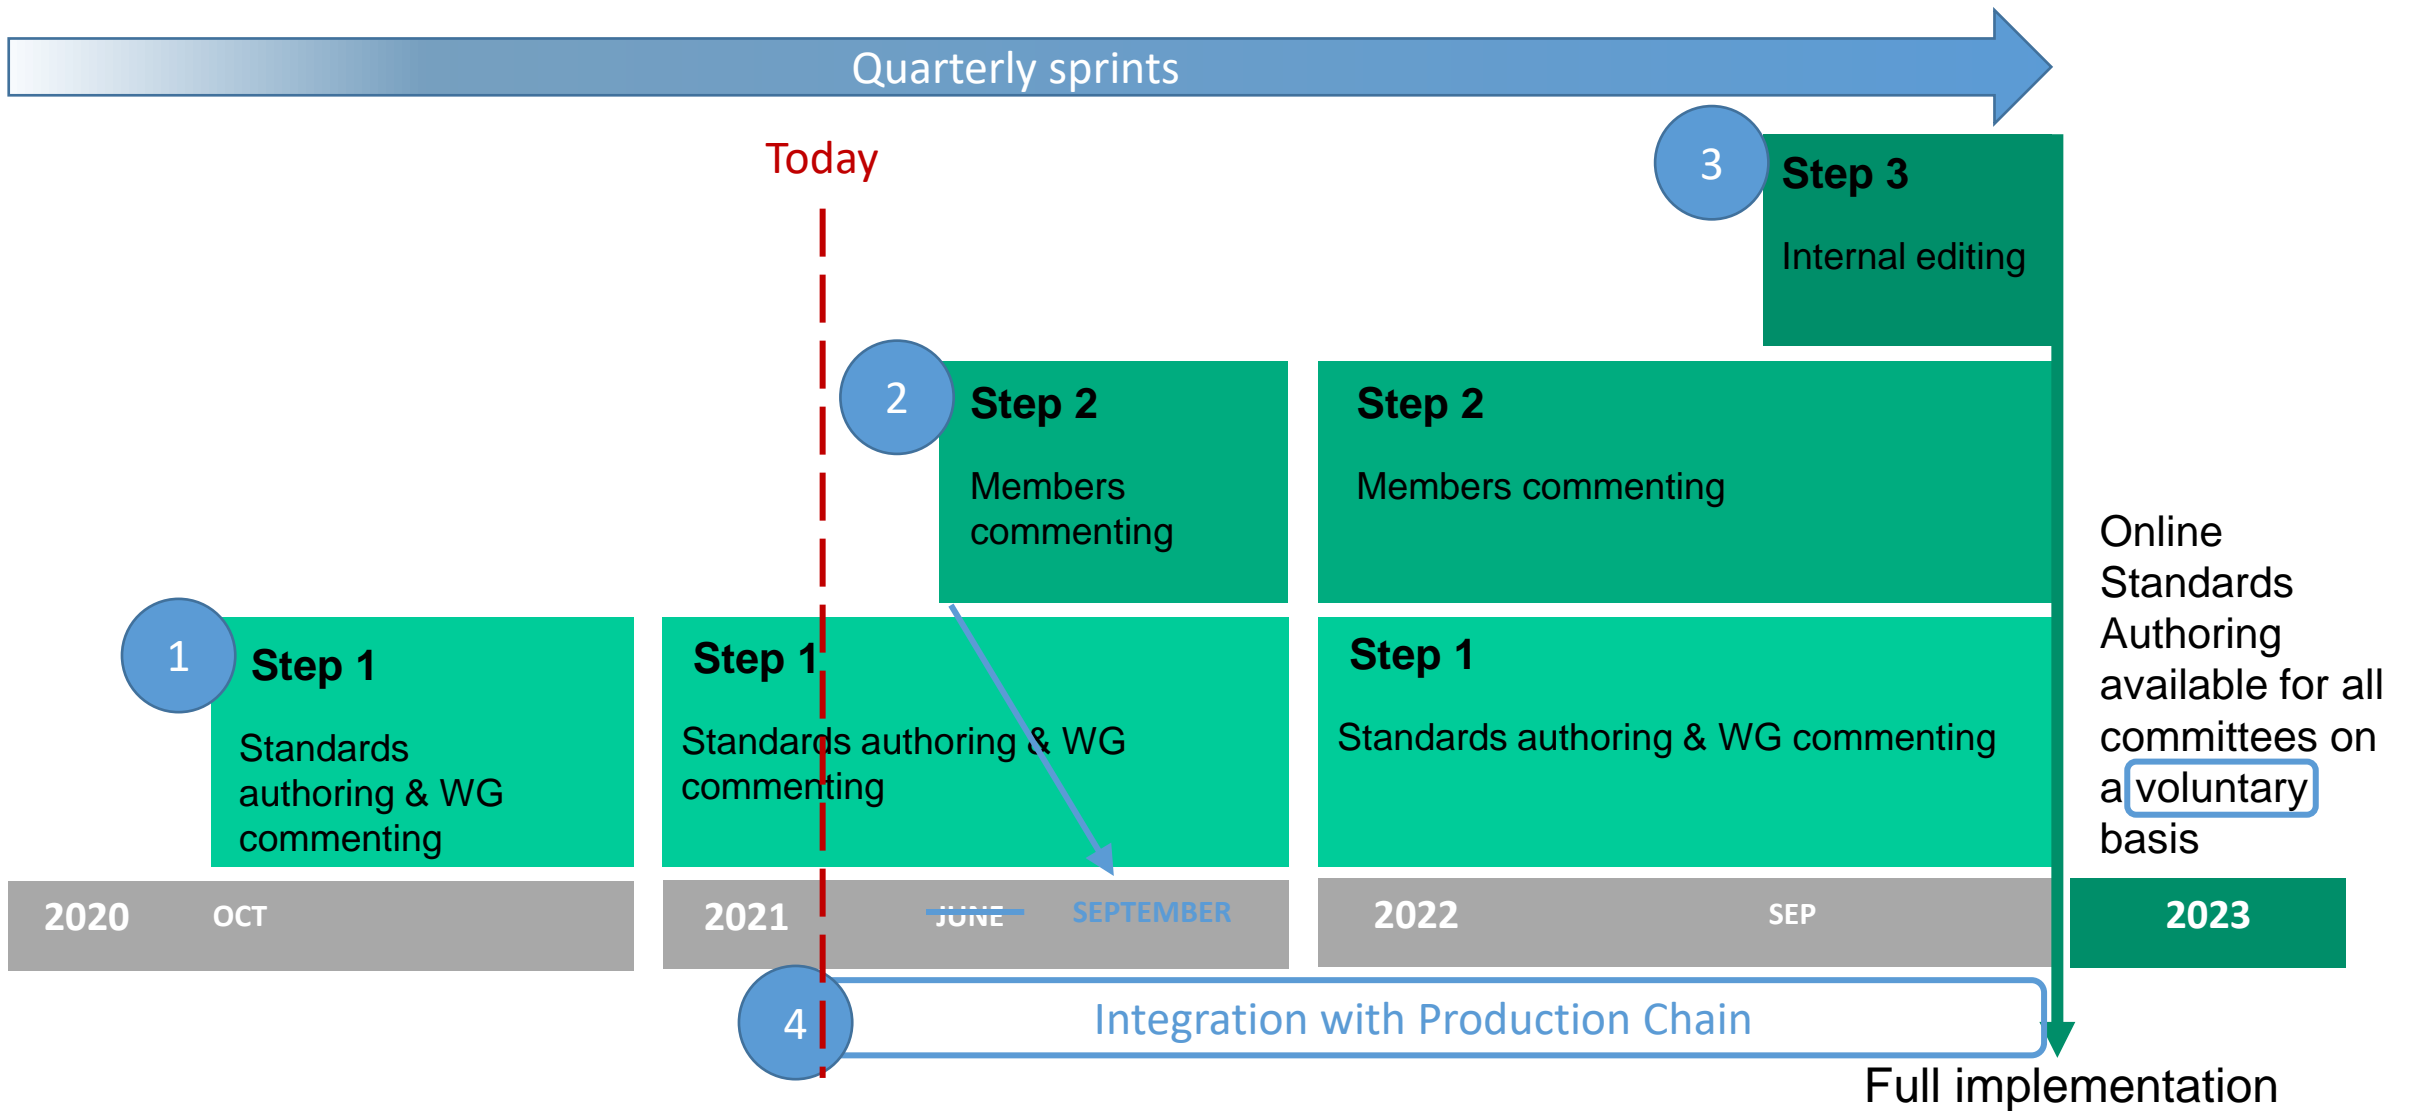 Quarterly sprints
Today
3
Step 3
Internal editing
2
Step 2
Members
commenting
Step 2
Members commenting
1
Step 1
Standards
authoring & WG
commenting
Step 1
Standards authoring & WG
commenting
Step 1
Standards authoring & WG commenting
Online
Standards
Authoring
available for all
committees on
a voluntary
basis
2020 OCT
2021 JUNE SEPTEMBER
2022 SEP
2023
4
Integration with Production Chain
Full implementation